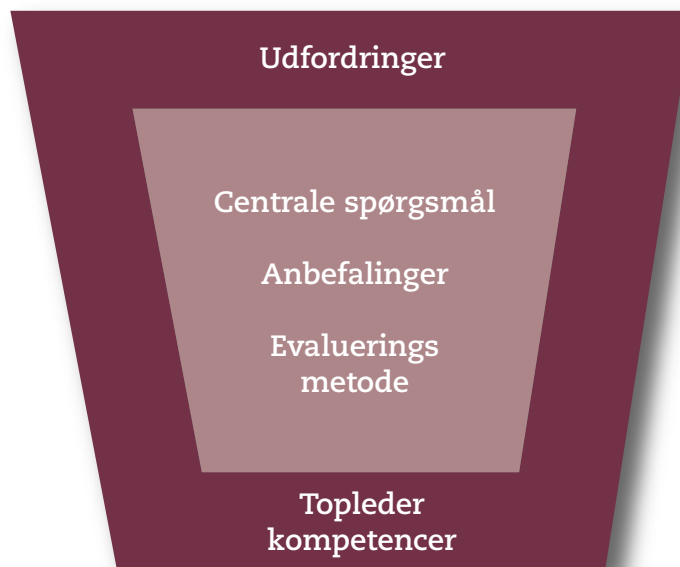 Udfordringer
Centrale spørgsmål
Anbefalinger
Evaluerings
metode
Topleder
kompetencer